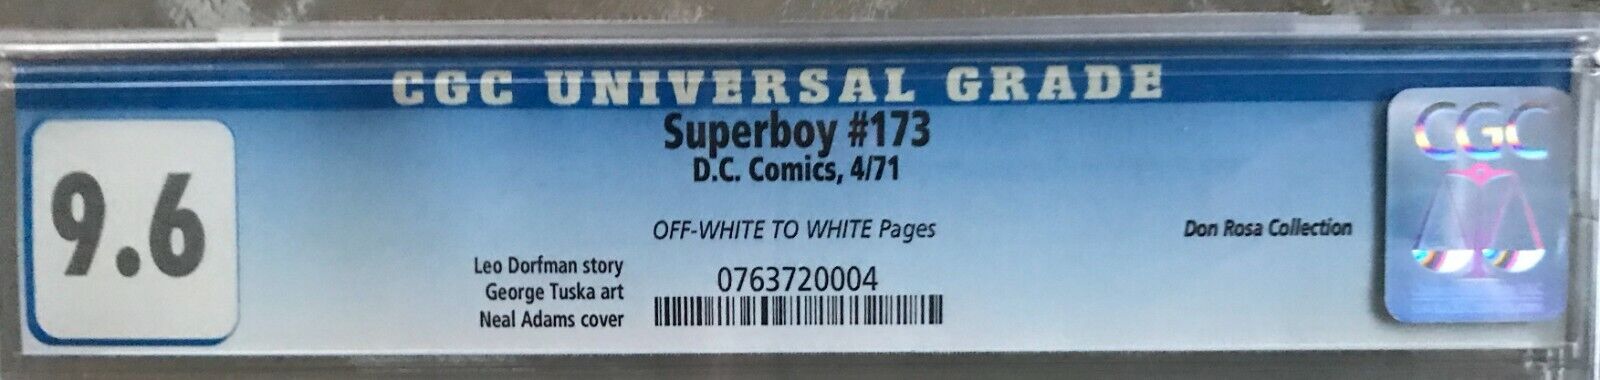 CGC UNIVERSAL GRADE
9.6
Superboy #173
D.C. Comics, 4/71
CGC
OFF-WHITE TO WHITE Pages
Don Rosa Collection
Leo Dorfman story
George Tuska art
Neal Adams cover
0763720004